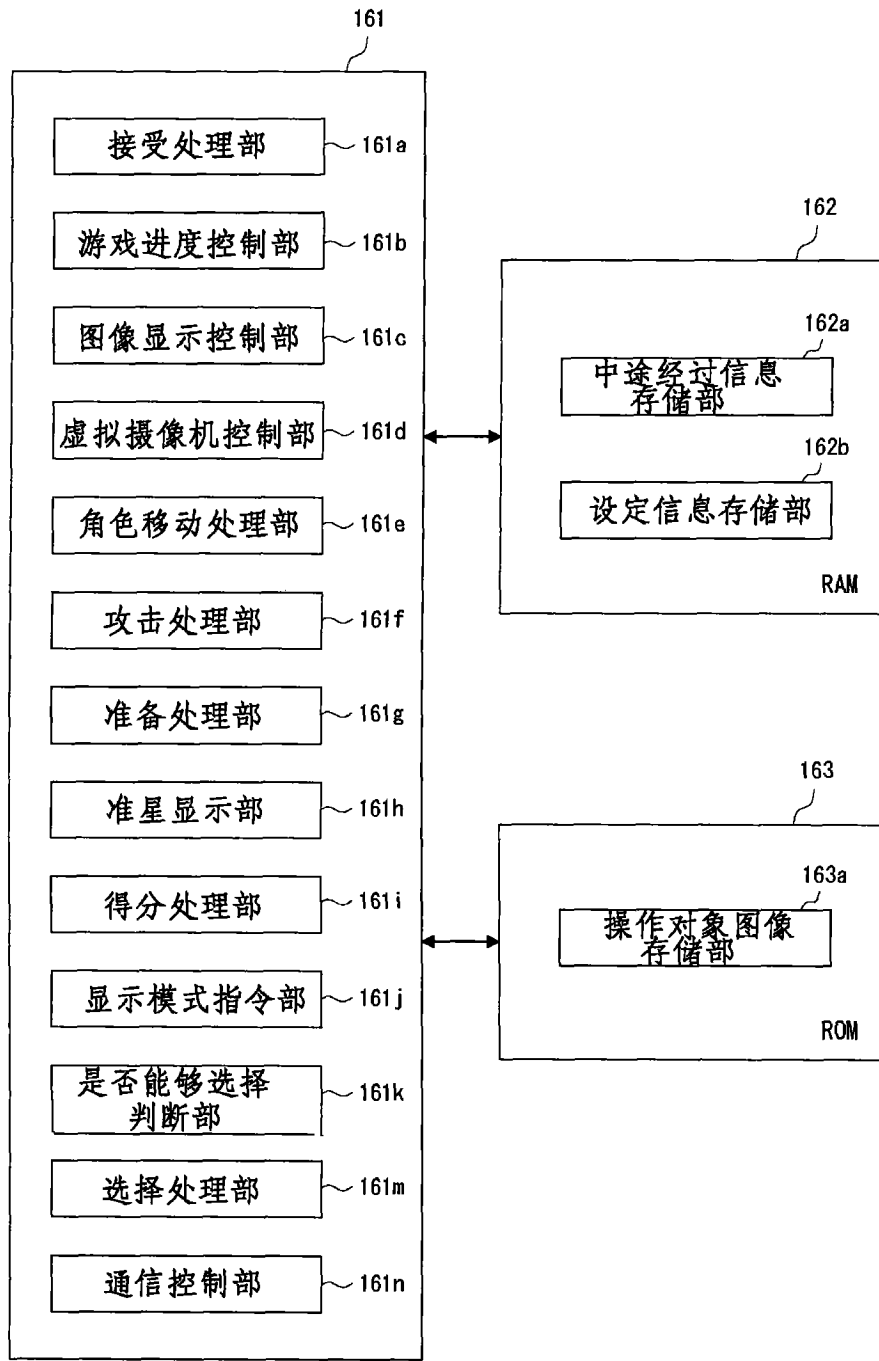 161
接受处理部
161a
游戏进度控制部
161b
图像显示控制部
161c
虚拟摄像机控制部
161d
角色移动处理部
161e
攻击处理部
161f
准备处理部
161g
准星显示部
161h
得分处理部
161i
显示模式指令部
161j
是否能够选择
判断部
161k
选择处理部
161m
通信控制部
161n
162
162a
中途经过信息
存储部
162b
设定信息存储部
RAM
163
163a
操作对象图像
存储部
ROM